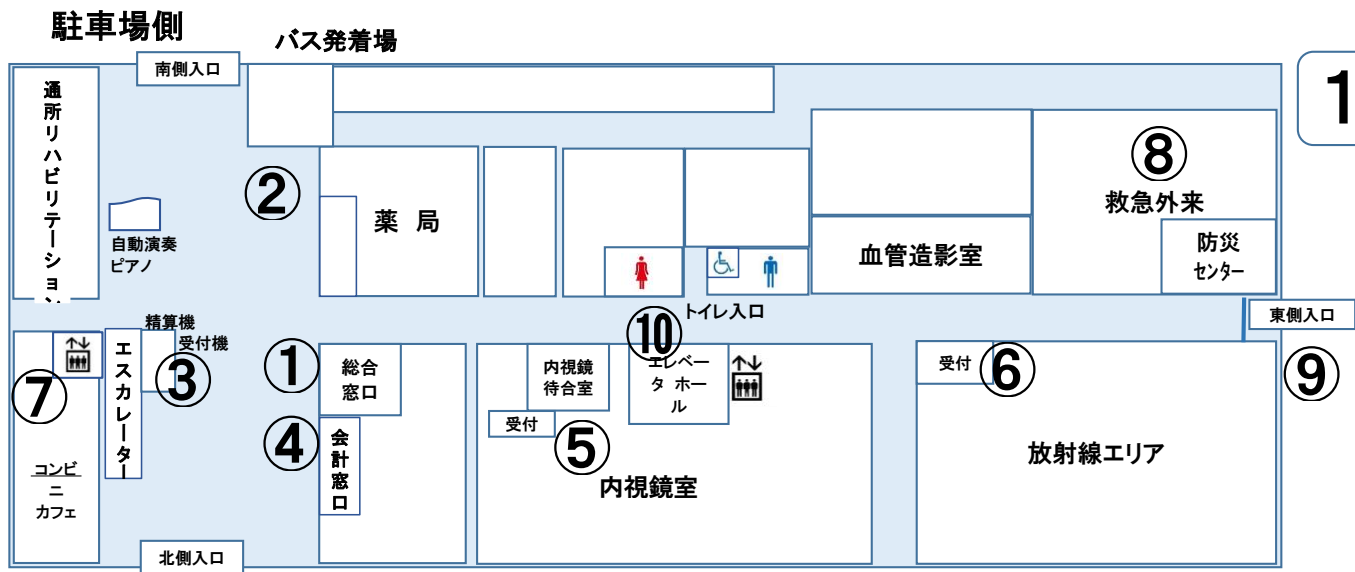 駐車場側
バス発着場
南側入口
1
通所リハビリテーション
⑧
救急外来
②
薬 局
自動演奏
ピアノ
血管造影室
防災
センター
トイレ入口
東側入口
精算機
受付機
⑩
エスカレーター
③
①
総合
窓口
内視鏡
待合室
エレベー
タ ホー
ル
受付
⑥
⑨
⑦
④
会計窓口
受付
⑤
内視鏡室
放射線エリア
コンビ
ニ
カフェ
北側入口